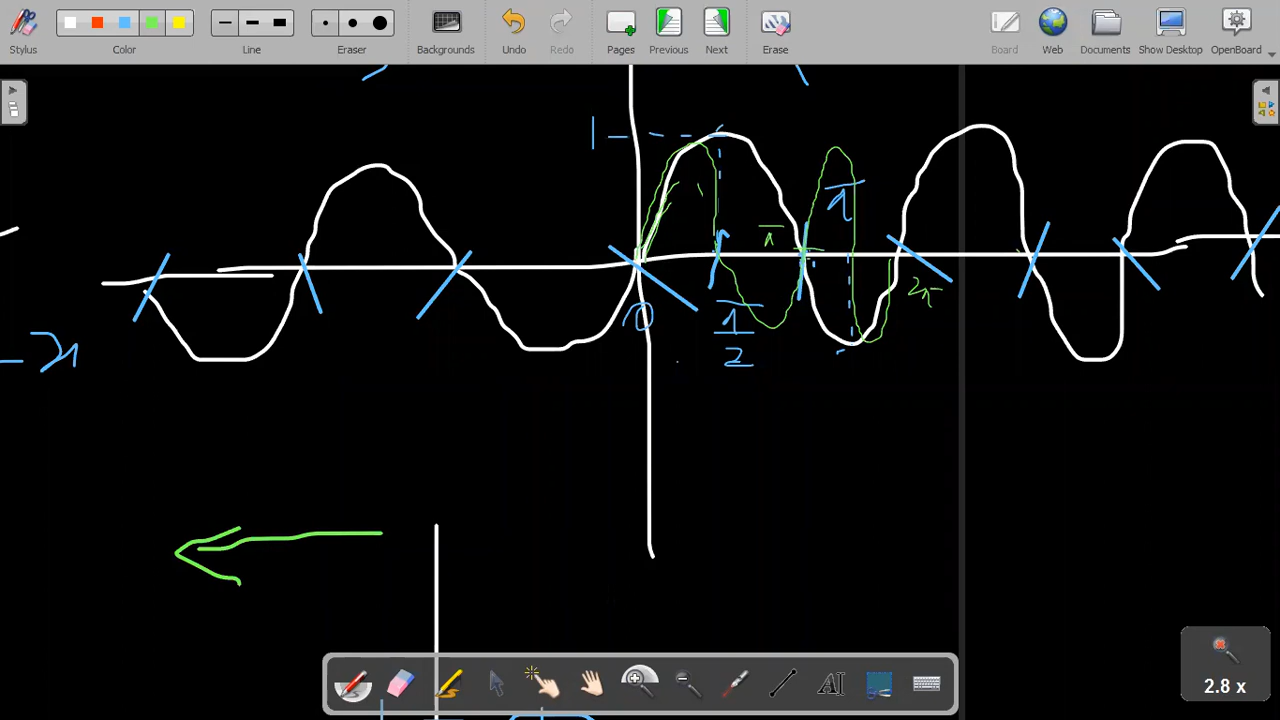 Stylus Color Line Eraser Backgrounds Undo Redo Pages Previous Next Erase Board Web Documents Show Desktop OpenBoard
1
π
π
0
π/2
2π
2.8 x